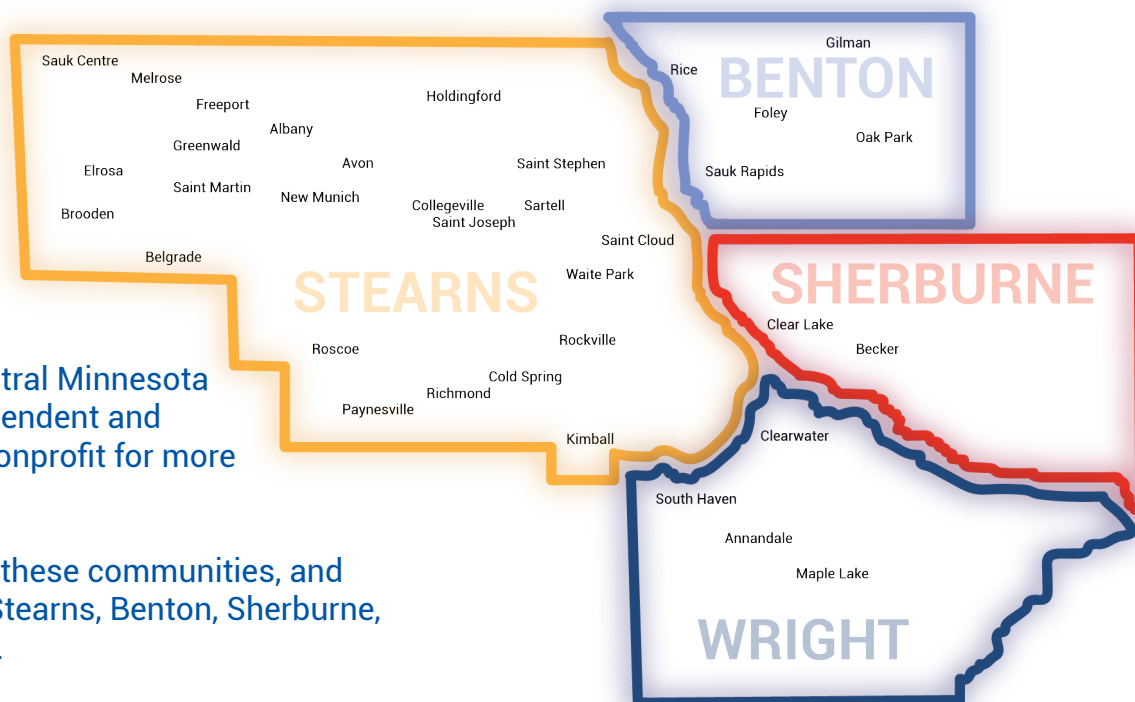 Gilman
Sauk Centre
Rice
BENTON
Melrose
Holdingford
Freeport
Foley
Albany
Oak Park
Greenwald
Avon
Saint Stephen
Elrosa
Sauk Rapids
Saint Martin
New Munich
Collegeville
Sartell
Brooden
Saint Joseph
Saint Cloud
Belgrade
Waite Park
SHERBURNE
STEARNS
Clear Lake
Rockville
Roscoe
Becker
Cold Spring
Richmond
Paynesville
Kimball
Clearwater
South Haven
Annandale
Maple Lake
WRIGHT
tral Minnesota
endent and
onprofit for more
these communities, and
Stearns, Benton, Sherburne,
.